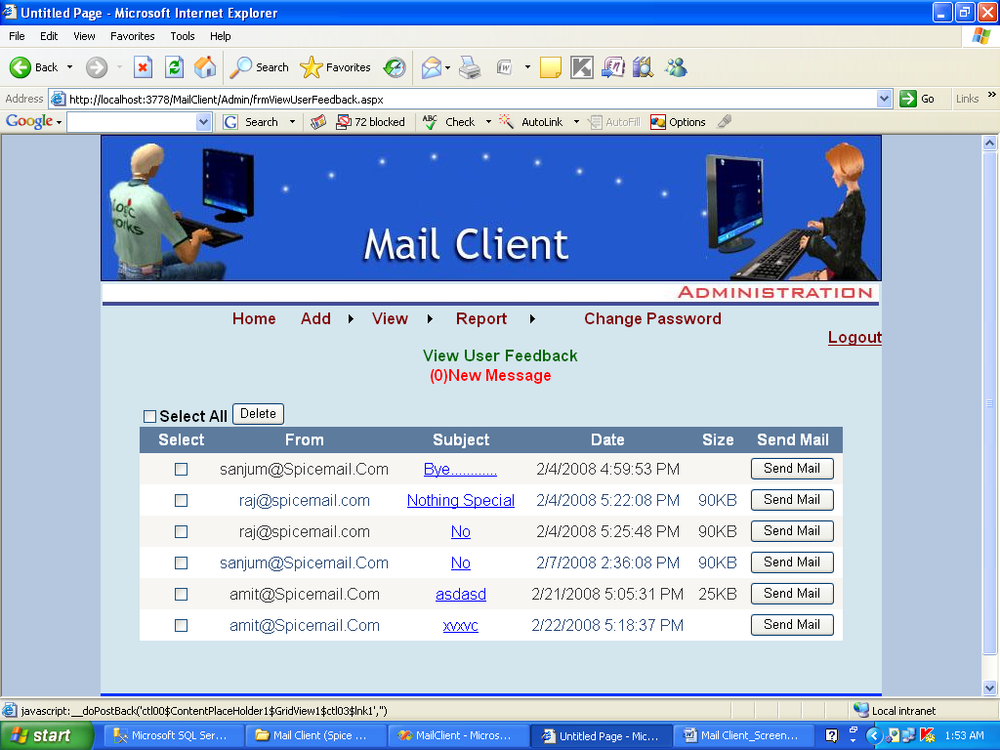 Untitled Page - Microsoft Internet Explorer
File Edit View Favorites Tools Help
Back Search Favorites
Address http://localhost:3778/MailClient/Admin/frmViewUserFeedback.aspx Go Links »
Google Search 72 blocked Check AutoLink AutoFill Options
Logic Works
Mail Client
Administration
Home Add View Report Change Password
Logout
View User Feedback
(0)New Message
Select All Delete
Select From Subject Date Size Send Mail
sanjum@Spicemail.Com Bye............ 2/4/2008 4:59:53 PM Send Mail
raj@spicemail.com Nothing Special 2/4/2008 5:22:08 PM 90KB Send Mail
raj@spicemail.com No 2/4/2008 5:25:48 PM 90KB Send Mail
sanjum@Spicemail.Com No 2/7/2008 2:36:08 PM 90KB Send Mail
amit@Spicemail.Com asdasd 2/21/2008 5:05:31 PM 25KB Send Mail
amit@Spicemail.Com xvxvc 2/22/2008 5:18:37 PM Send Mail
javascript:__doPostBack('ctl00$ContentPlaceHolder1$GridView1$ctl03$lnk1','') Local intranet
start Microsoft SQL Ser... Mail Client (Spice ... MailClient - Micros... Untitled Page - Mic... Mail Client_Screen... 1:53 AM